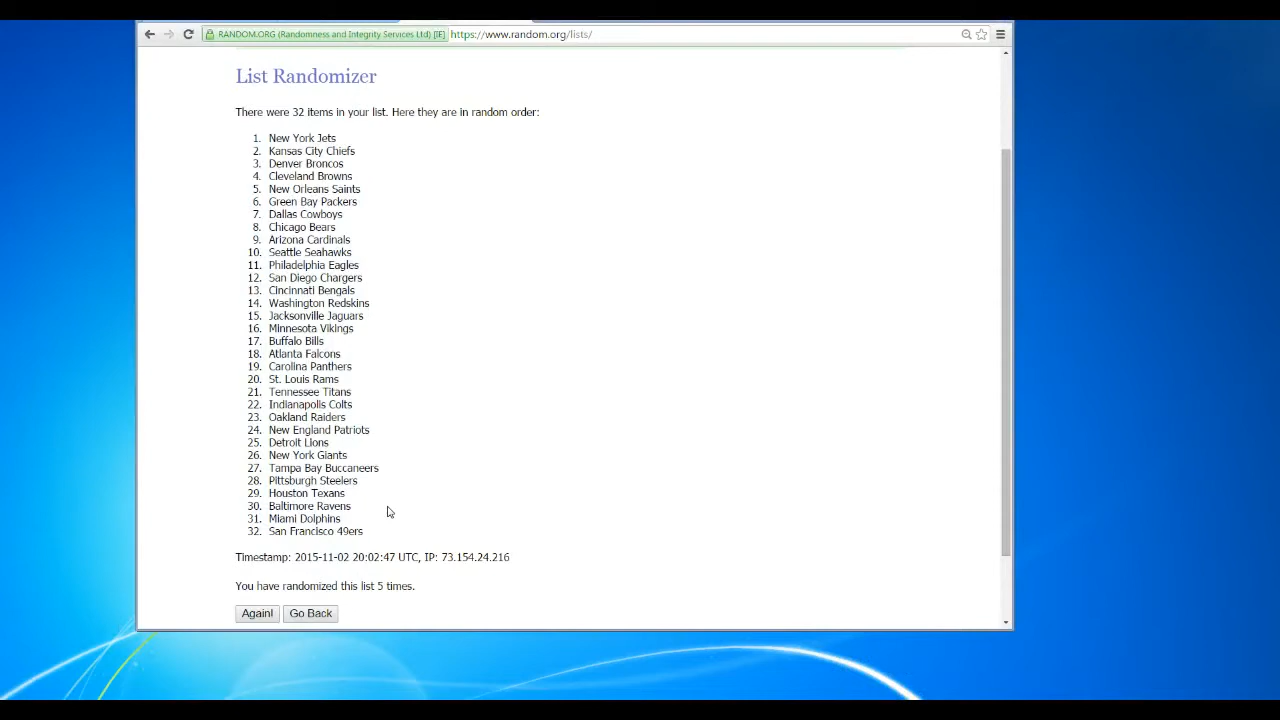 RANDOM.ORG (Randomness and Integrity Services Ltd) [IE] https://www.random.org/lists/
List Randomizer
There were 32 items in your list. Here they are in random order:
1. New York Jets
2. Kansas City Chiefs
3. Denver Broncos
4. Cleveland Browns
5. New Orleans Saints
6. Green Bay Packers
7. Dallas Cowboys
8. Chicago Bears
9. Arizona Cardinals
10. Seattle Seahawks
11. Philadelphia Eagles
12. San Diego Chargers
13. Cincinnati Bengals
14. Washington Redskins
15. Jacksonville Jaguars
16. Minnesota Vikings
17. Buffalo Bills
18. Atlanta Falcons
19. Carolina Panthers
20. St. Louis Rams
21. Tennessee Titans
22. Indianapolis Colts
23. Oakland Raiders
24. New England Patriots
25. Detroit Lions
26. New York Giants
27. Tampa Bay Buccaneers
28. Pittsburgh Steelers
29. Houston Texans
30. Baltimore Ravens
31. Miami Dolphins
32. San Francisco 49ers
Timestamp: 2015-11-02 20:02:47 UTC, IP: 73.154.24.216
You have randomized this list 5 times.
Again! Go Back